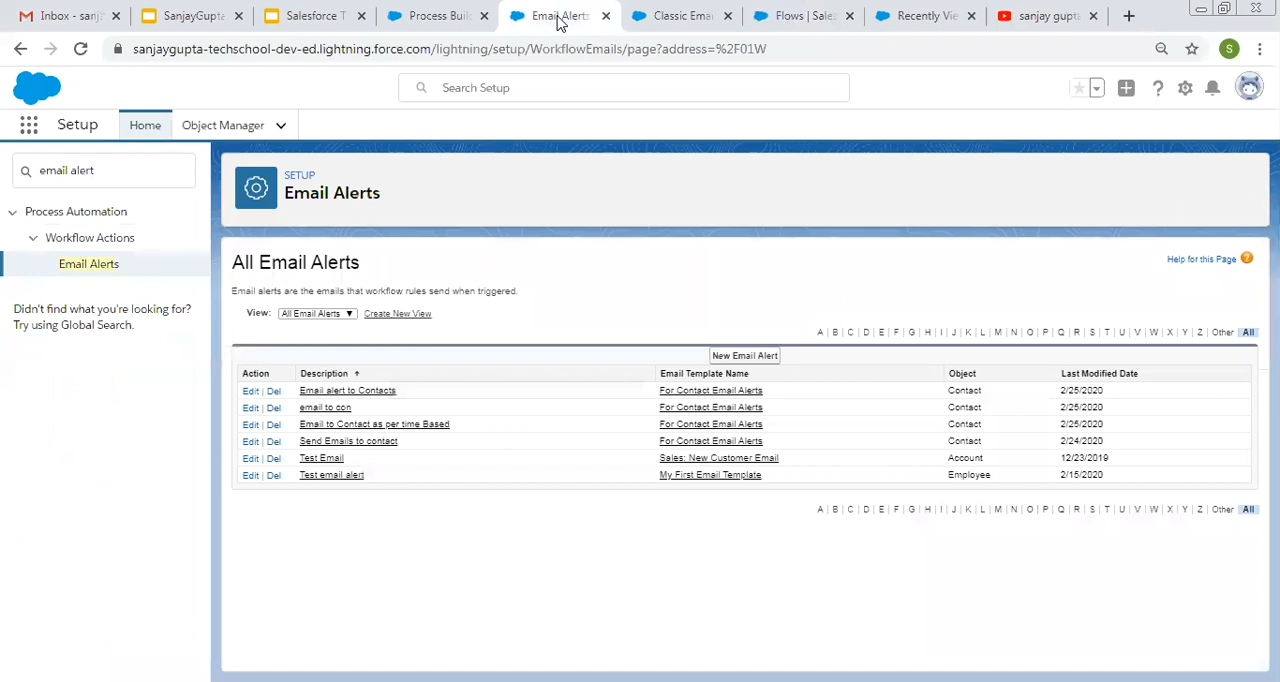 Inbox - sanj
SanjayGupta
Salesforce T
Process Buil
Email Alerts
Classic Ema
Flows | Sale
Recently Vie
sanjay gupta
sanjaygupta-techschool-dev-ed.lightning.force.com/lightning/setup/WorkflowEmails/page?address=%2F01W
S
Search Setup
Setup
Home
Object Manager
email alert
Process Automation
Workflow Actions
Email Alerts
Didn't find what you're looking for?
Try using Global Search.
SETUP
Email Alerts
All Email Alerts
Help for this Page
Email alerts are the emails that workflow rules send when triggered.
View: All Email Alerts Create New View
A | B | C | D | E | F | G | H | I | J | K | L | M | N | O | P | Q | R | S | T | U | V | W | X | Y | Z | Other All
New Email Alert
Action Description Email Template Name Object Last Modified Date
Edit | Del Email alert to Contacts For Contact Email Alerts Contact 2/25/2020
Edit | Del email to con For Contact Email Alerts Contact 2/25/2020
Edit | Del Email to Contact as per time Based For Contact Email Alerts Contact 2/25/2020
Edit | Del Send Emails to contact For Contact Email Alerts Contact 2/24/2020
Edit | Del Test Email Sales: New Customer Email Account 12/23/2019
Edit | Del Test email alert My First Email Template Employee 2/15/2020
A | B | C | D | E | F | G | H | I | J | K | L | M | N | O | P | Q | R | S | T | U | V | W | X | Y | Z | Other All